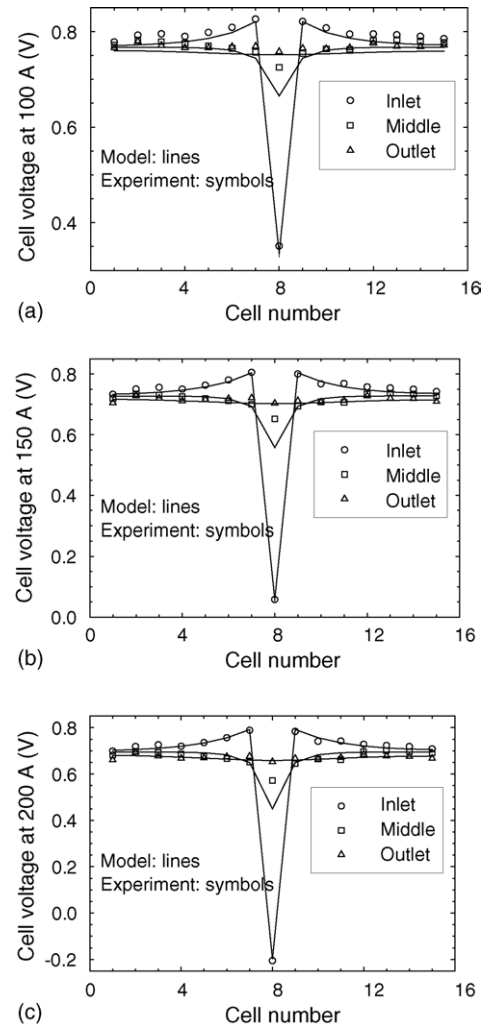 Cell voltage at 100 A (V)
0.8
0.6
0.4
Inlet
Middle
Outlet
Model: lines
Experiment: symbols
0
4
8
12
16
(a)
Cell number
Cell voltage at 150 A (V)
0.8
0.6
0.4
0.2
0.0
Inlet
Middle
Outlet
Model: lines
Experiment: symbols
0
4
8
12
16
(b)
Cell number
Cell voltage at 200 A (V)
0.8
0.6
0.4
0.2
0.0
-0.2
Inlet
Middle
Outlet
Model: lines
Experiment: symbols
0
4
8
12
16
(c)
Cell number